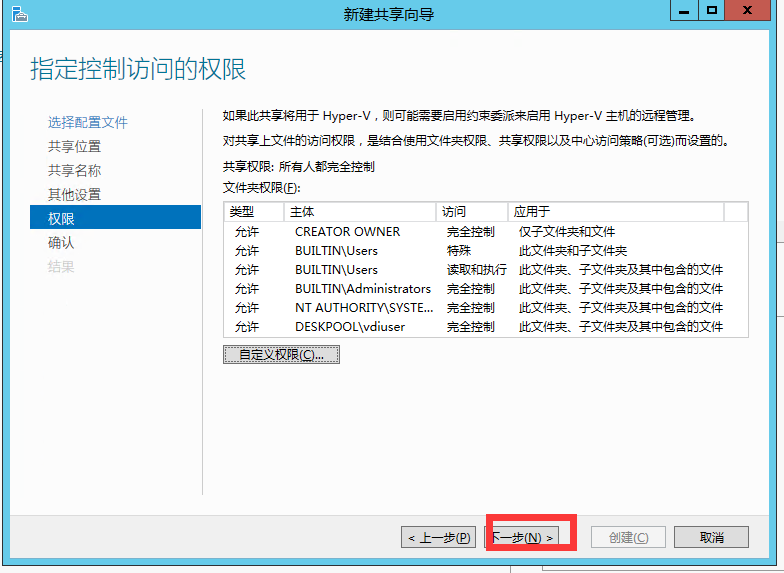 新建共享向导
指定控制访问的权限
选择配置文件
共享位置
共享名称
其他设置
权限
确认
结果
如果此共享将用于 Hyper-V，则可能需要启用约束委派来启用 Hyper-V 主机的远程管理。
对共享上文件的访问权限，是结合使用文件夹权限、共享权限以及中心访问策略(可选)而设置的。
共享权限: 所有人都完全控制
文件夹权限(F):
类型 主体 访问 应用于
允许 CREATOR OWNER 完全控制 仅子文件夹和文件
允许 BUILTIN\Users 特殊 此文件夹和子文件夹
允许 BUILTIN\Users 读取和执行 此文件夹、子文件夹及其中包含的文件
允许 BUILTIN\Administrators 完全控制 此文件夹、子文件夹及其中包含的文件
允许 NT AUTHORITY\SYSTE... 完全控制 此文件夹、子文件夹及其中包含的文件
允许 DESKPOOL\vdiuser 完全控制 此文件夹、子文件夹及其中包含的文件
自定义权限(C)...
< 上一步(P) 下一步(N) > 创建(C) 取消